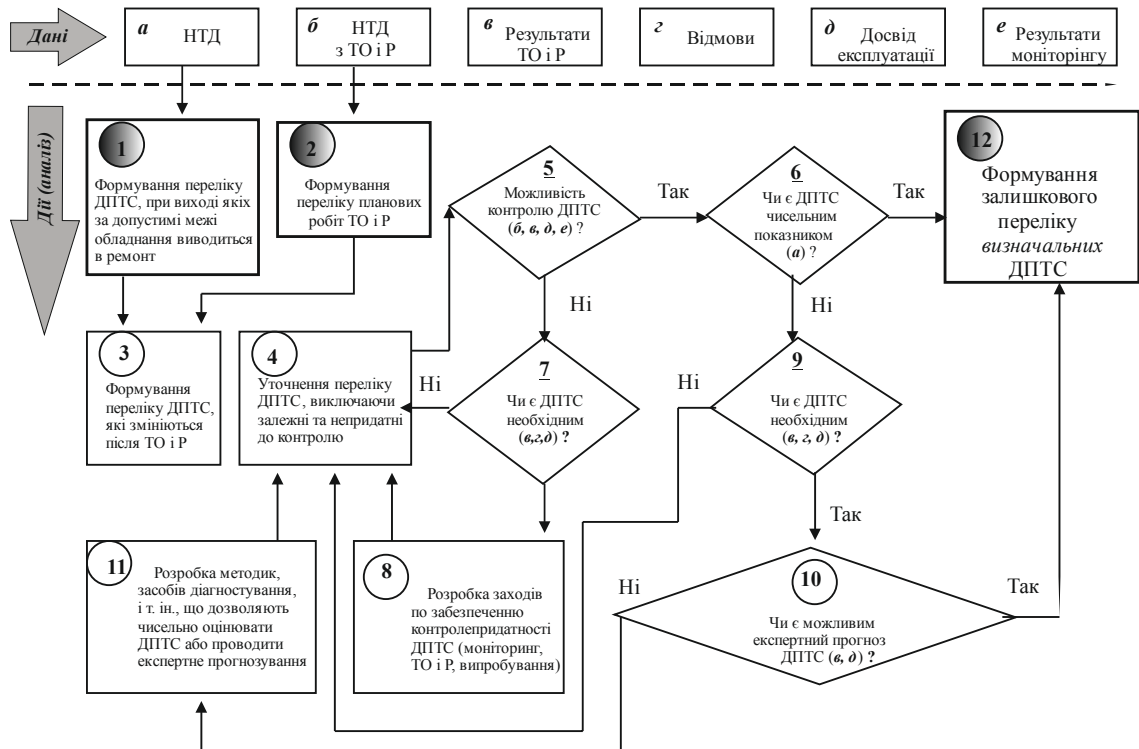 Дані
а НТД
б НТД
з ТО і Р
в Результати
ТО і Р
г Відмови
д Досвід
експлуатації
е Результати
моніторингу
Дії (аналіз)
1
Формування переліку
ДПТС, при виході яких
за допустимі межі
обладнання виводиться
в ремонт
2
Формування
переліку планових
робіт ТО і Р
5
Можливість
контролю ДПТС
(б, в, д, е) ?
Так
6
Чи є ДПТС
чисельним
показником
(а) ?
Так
12
Формування
залишкового
переліку
визначальних
ДПТС
Ні
Ні
3
Формування
переліку ДПТС,
які змініються
після ТО і Р
4
Уточнення переліку
ДПТС, виключаючи
залежні та непридатні
до контролю
Ні
7
Чи є ДПТС
необхідним
(в,г,д) ?
Ні
9
Чи є ДПТС
необхідним
(в, г, д) ?
Так
Так
11
Розробка методик,
засобів діагностування,
і т. ін., що дозволяють
чисельно оцінювати
ДПТС або проводити
експертне прогнозування
8
Розробка заходів
по забезпеченню
контролепридатності
ДПТС (моніторинг,
ТО і Р, випробування)
Ні
10
Чи є можливим
експертний прогноз
ДПТС (в, д) ?
Так